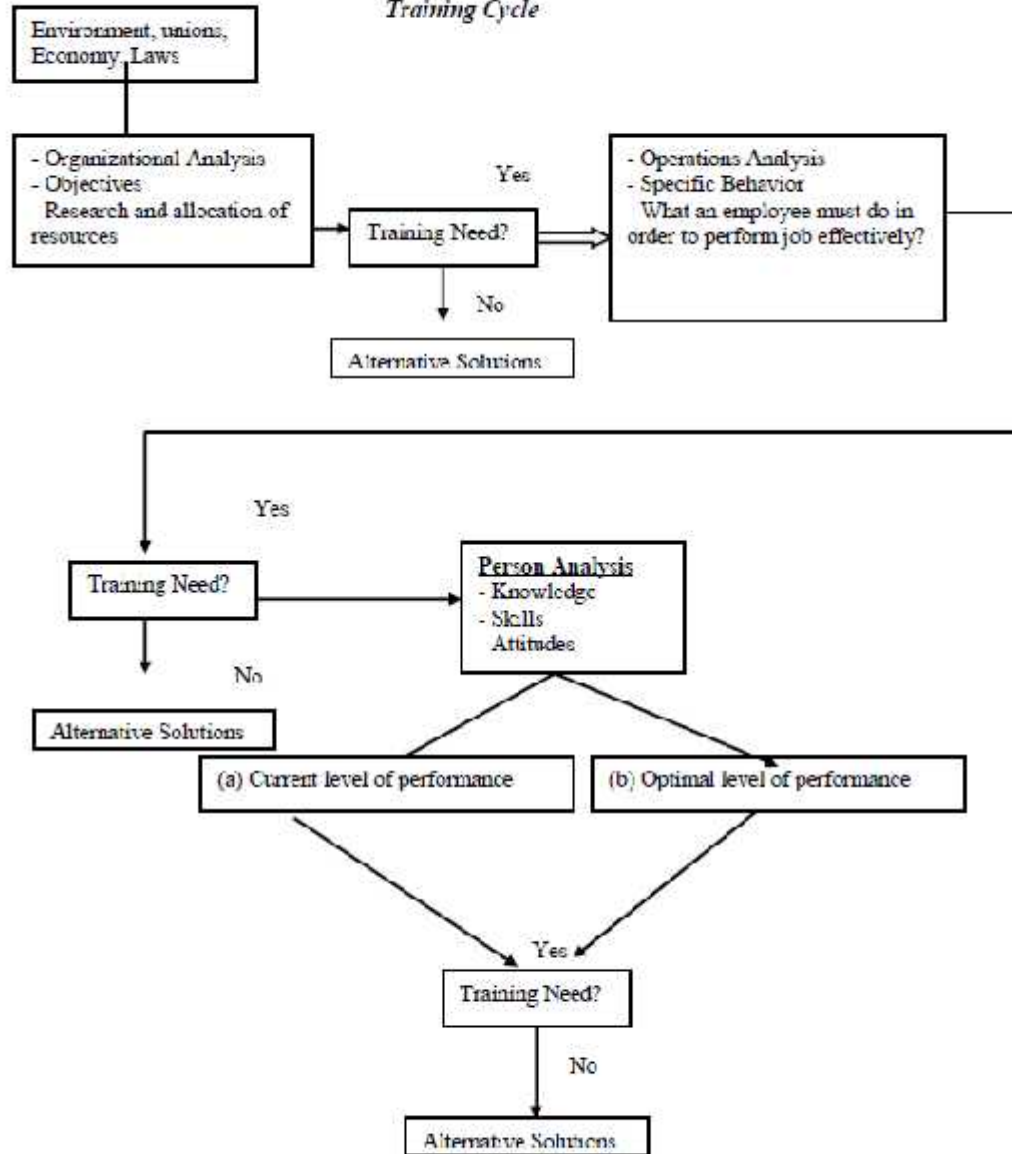 Training Cycle
Environment, unions,
Economy, Laws
- Organizational Analysis
- Objectives
Research and allocation of
resources
Yes
Training Need?
No
Alternative Solutions
- Operations Analysis
- Specific Behavior
What an employee must do in
order to perform job effectively?
Yes
Training Need?
No
Alternative Solutions
Person Analysis
- Knowledge
- Skills
Attitudes
(a) Current level of performance
(b) Optimal level of performance
Yes
Training Need?
No
Alternative Solutions